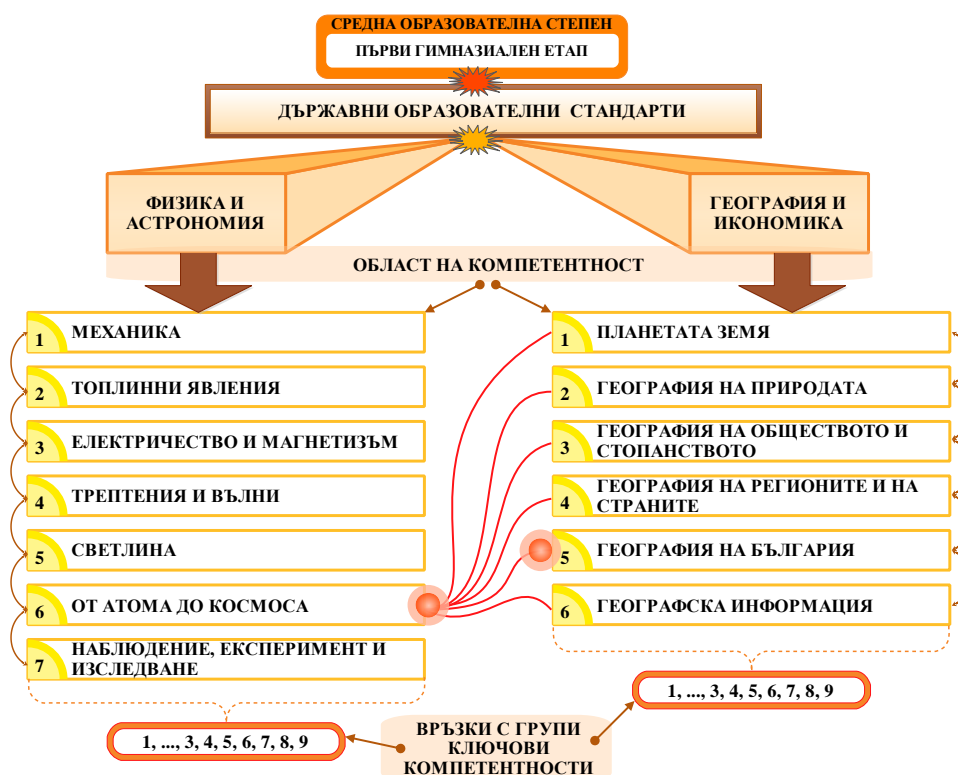 СРЕДНА ОБРАЗОВАТЕЛНА СТЕПЕН
ПЪРВИ ГИМНАЗИАЛЕН ЕТАП
ДЪРЖАВНИ ОБРАЗОВАТЕЛНИ СТАНДАРТИ
ФИЗИКА И
АСТРОНОМИЯ
ГЕОГРАФИЯ И
ИКОНОМИКА
ОБЛАСТ НА КОМПЕТЕНТНОСТ
1 МЕХАНИКА
2 ТОПЛИННИ ЯВЛЕНИЯ
3 ЕЛЕКТРИЧЕСТВО И МАГНЕТИЗЪМ
4 ТРЕПТЕНИЯ И ВЪЛНИ
5 СВЕТЛИНА
6 ОТ АТОМА ДО КОСМОСА
7 НАБЛЮДЕНИЕ, ЕКСПЕРИМЕНТ И
ИЗСЛЕДВАНЕ
1, ..., 3, 4, 5, 6, 7, 8, 9
1 ПЛАНЕТАТА ЗЕМЯ
2 ГЕОГРАФИЯ НА ПРИРОДАТА
3 ГЕОГРАФИЯ НА ОБЩЕСТВОТО И
СТОПАНСТВОТО
4 ГЕОГРАФИЯ НА РЕГИОНИТЕ И НА
СТРАНИТЕ
5 ГЕОГРАФИЯ НА БЪЛГАРИЯ
6 ГЕОГРАФСКА ИНФОРМАЦИЯ
1, ..., 3, 4, 5, 6, 7, 8, 9
ВРЪЗКИ С ГРУПИ
КЛЮЧОВИ
КОМПЕТЕНТНОСТИ